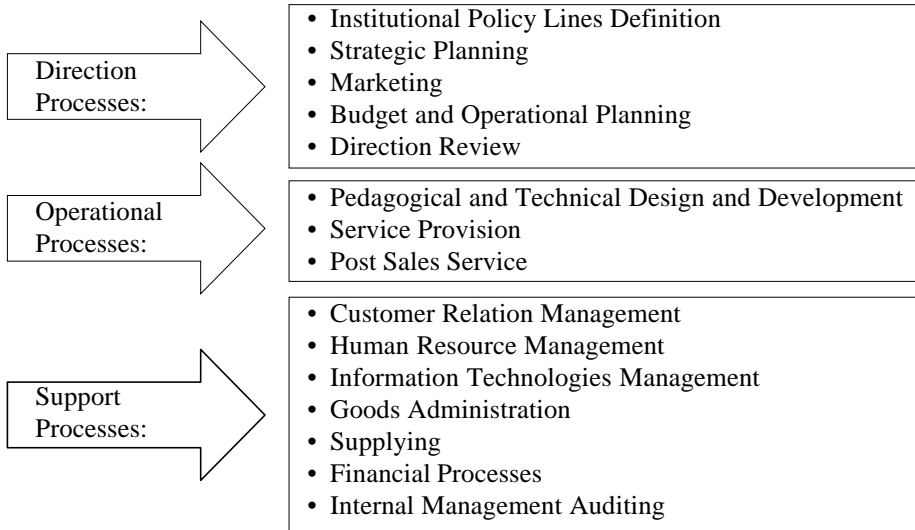 Direction
Processes:
• Institutional Policy Lines Definition
• Strategic Planning
• Marketing
• Budget and Operational Planning
• Direction Review
Operational
Processes:
• Pedagogical and Technical Design and Development
• Service Provision
• Post Sales Service
Support
Processes:
• Customer Relation Management
• Human Resource Management
• Information Technologies Management
• Goods Administration
• Supplying
• Financial Processes
• Internal Management Auditing